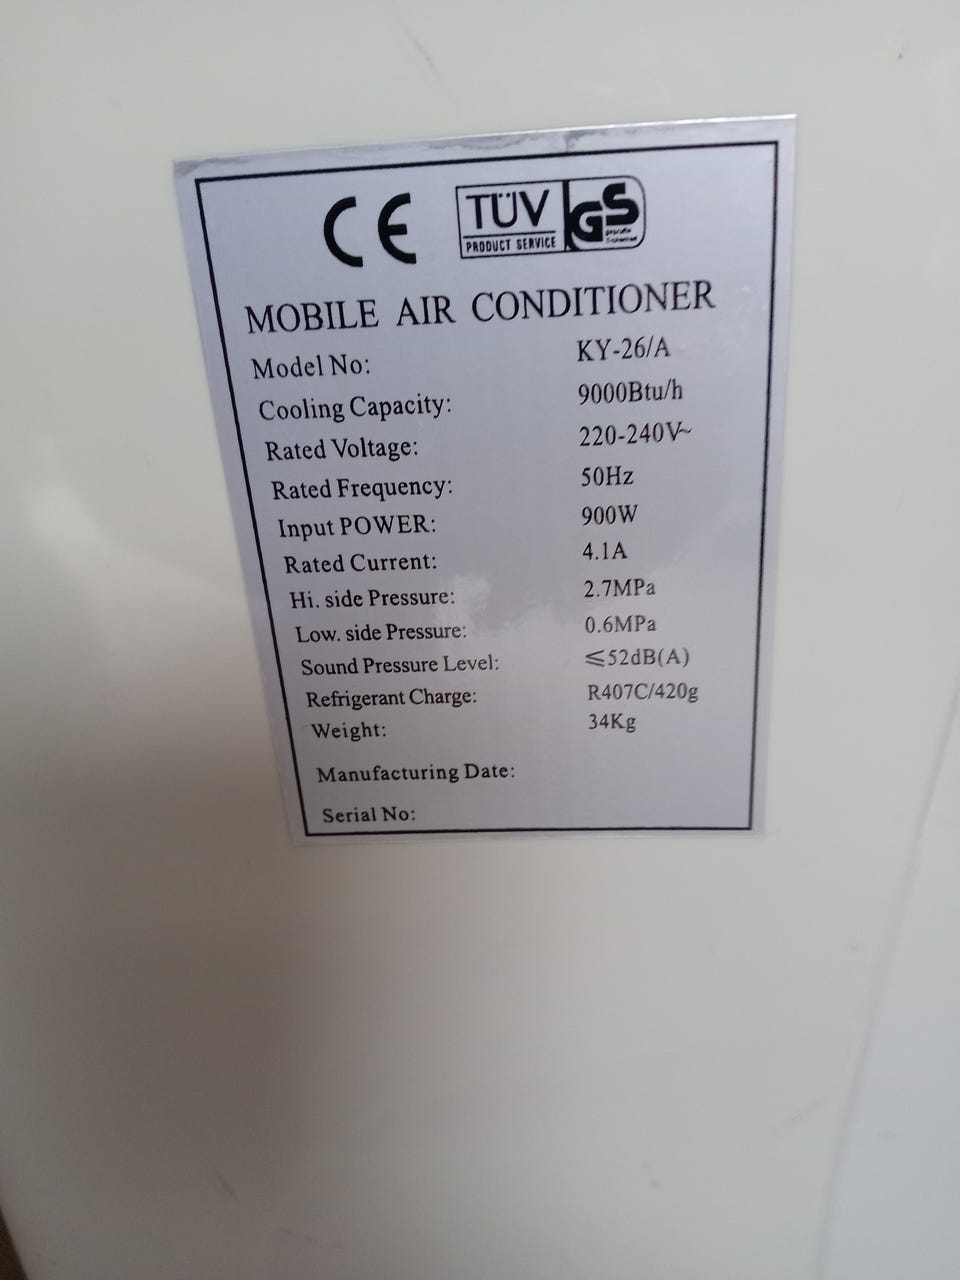 CE TÜV GS
PRODUCT SERVICE
MOBILE AIR CONDITIONER
Model No: KY-26/A
Cooling Capacity: 9000Btu/h
Rated Voltage: 220-240V~
Rated Frequency: 50Hz
Input POWER: 900W
Rated Current: 4.1A
Hi. side Pressure: 2.7MPa
Low. side Pressure: 0.6MPa
Sound Pressure Level: ≤52dB(A)
Refrigerant Charge: R407C/420g
Weight: 34Kg
Manufacturing Date:
Serial No: